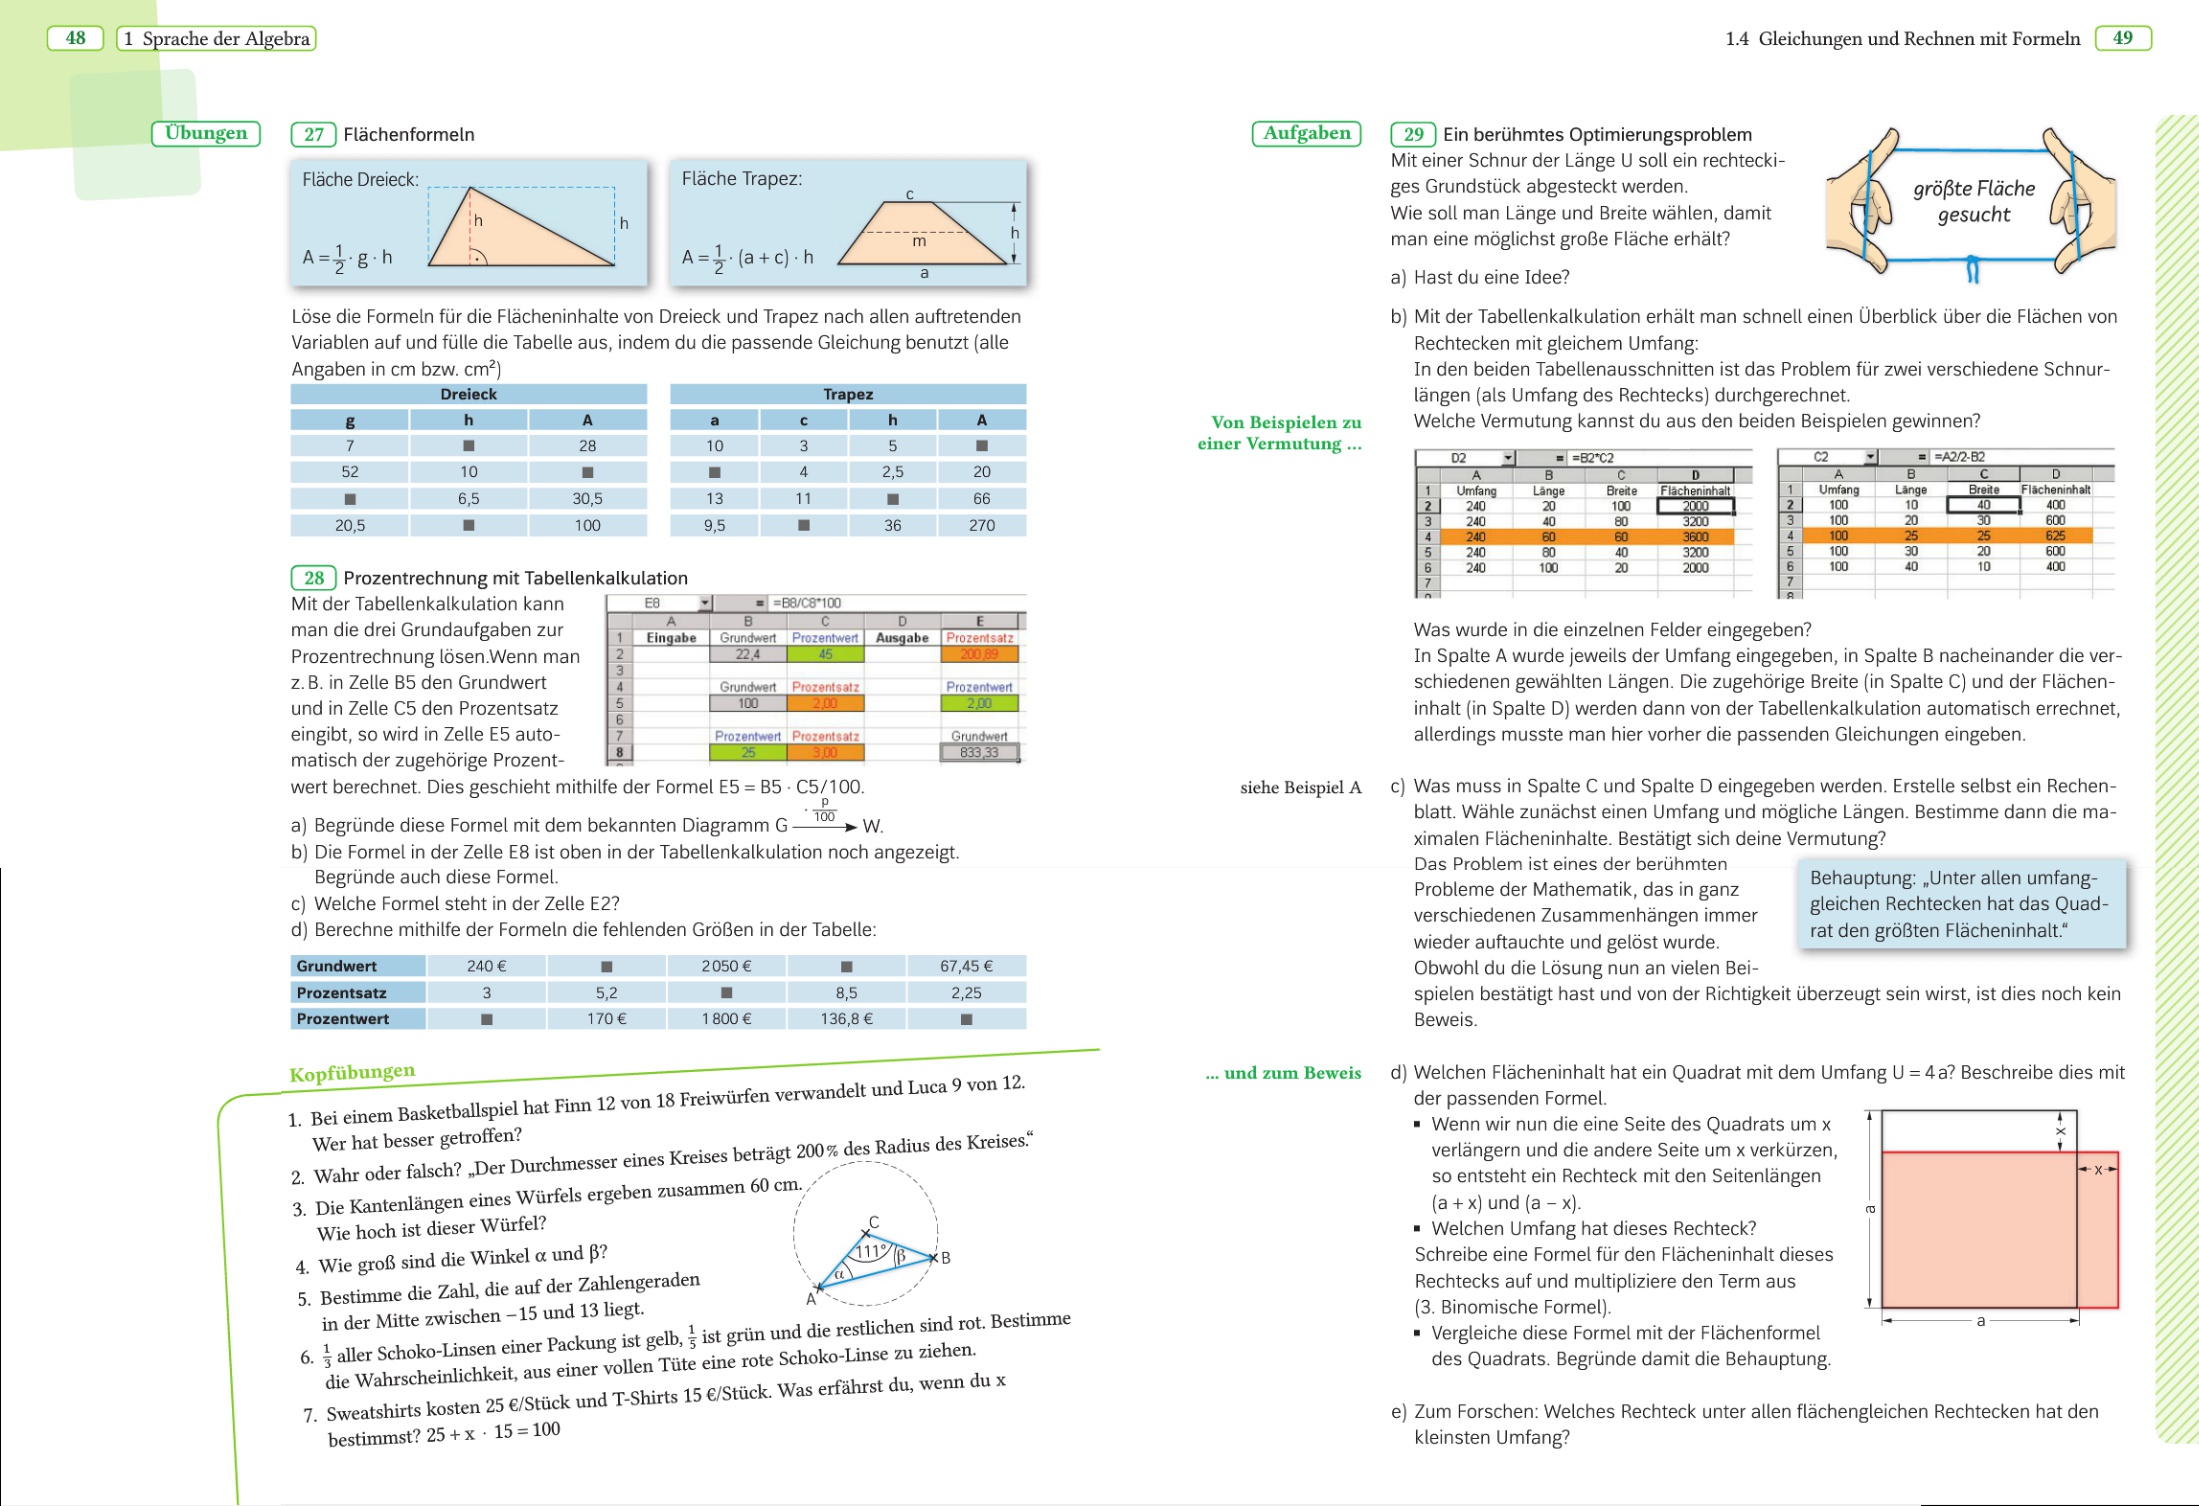 48
1 Sprache der Algebra
Übungen
27 Flächenformeln
Fläche Dreieck:
h
h
A = 1/2 · g · h
Fläche Trapez:
c
m
h
a
A = 1/2 · (a + c) · h
Löse die Formeln für die Flächeninhalte von Dreieck und Trapez nach allen auftretenden
Variablen auf und fülle die Tabelle aus, indem du die passende Gleichung benutzt (alle
Angaben in cm bzw. cm²)
Dreieck
g h A
7 ■ 28
52 10 ■
■ 6,5 30,5
20,5 ■ 100
Trapez
a c h A
10 3 5 ■
■ 4 2,5 20
13 11 ■ 66
9,5 ■ 36 270
28 Prozentrechnung mit Tabellenkalkulation
Mit der Tabellenkalkulation kann
man die drei Grundaufgaben zur
Prozentrechnung lösen.Wenn man
z. B. in Zelle B5 den Grundwert
und in Zelle C5 den Prozentsatz
eingibt, so wird in Zelle E5 auto-
matisch der zugehörige Prozent-
wert berechnet. Dies geschieht mithilfe der Formel E5 = B5 · C5/100.
E8 = =B8/C8*100
A B C D E
1 Eingabe Grundwert Prozentwert Ausgabe Prozentsatz
2 22,4 45 200,89
3
4 Grundwert Prozentsatz Prozentwert
5 100 2,00 2,00
6
7 Prozentwert Prozentsatz Grundwert
8 25 3,00 833,33
a) Begründe diese Formel mit dem bekannten Diagramm G · p/100 → W.
b) Die Formel in der Zelle E8 ist oben in der Tabellenkalkulation noch angezeigt.
Begründe auch diese Formel.
c) Welche Formel steht in der Zelle E2?
d) Berechne mithilfe der Formeln die fehlenden Größen in der Tabelle:
Grundwert 240 € ■ 2 050 € ■ 67,45 €
Prozentsatz 3 5,2 ■ 8,5 2,25
Prozentwert ■ 170 € 1 800 € 136,8 € ■
Kopfübungen
1. Bei einem Basketballspiel hat Finn 12 von 18 Freiwürfen verwandelt und Luca 9 von 12.
Wer hat besser getroffen?
2. Wahr oder falsch? „Der Durchmesser eines Kreises beträgt 200 % des Radius des Kreises.“
3. Die Kantenlängen eines Würfels ergeben zusammen 60 cm.
Wie hoch ist dieser Würfel?
4. Wie groß sind die Winkel α und β?
5. Bestimme die Zahl, die auf der Zahlengeraden
in der Mitte zwischen −15 und 13 liegt.
C
111°
β
B
α
A
6. 1/3 aller Schoko-Linsen einer Packung ist gelb, 1/5 ist grün und die restlichen sind rot. Bestimme
die Wahrscheinlichkeit, aus einer vollen Tüte eine rote Schoko-Linse zu ziehen.
7. Sweatshirts kosten 25 €/Stück und T-Shirts 15 €/Stück. Was erfährst du, wenn du x
bestimmst? 25 + x · 15 = 100
1.4 Gleichungen und Rechnen mit Formeln
49
Aufgaben
29 Ein berühmtes Optimierungsproblem
Mit einer Schnur der Länge U soll ein rechtecki-
ges Grundstück abgesteckt werden.
Wie soll man Länge und Breite wählen, damit
man eine möglichst große Fläche erhält?
größte Fläche
gesucht
a) Hast du eine Idee?
b) Mit der Tabellenkalkulation erhält man schnell einen Überblick über die Flächen von
Rechtecken mit gleichem Umfang:
In den beiden Tabellenausschnitten ist das Problem für zwei verschiedene Schnur-
längen (als Umfang des Rechtecks) durchgerechnet.
Welche Vermutung kannst du aus den beiden Beispielen gewinnen?
Von Beispielen zu
einer Vermutung ...
D2 = =B2*C2
A B C D
1 Umfang Länge Breite Flächeninhalt
2 240 20 100 2000
3 240 40 80 3200
4 240 60 60 3600
5 240 80 40 3200
6 240 100 20 2000
7
C2 = =A2/2-B2
A B C D
1 Umfang Länge Breite Flächeninhalt
2 100 10 40 400
3 100 20 30 600
4 100 25 25 625
5 100 30 20 600
6 100 40 10 400
7
8
Was wurde in die einzelnen Felder eingegeben?
In Spalte A wurde jeweils der Umfang eingegeben, in Spalte B nacheinander die ver-
schiedenen gewählten Längen. Die zugehörige Breite (in Spalte C) und der Flächen-
inhalt (in Spalte D) werden dann von der Tabellenkalkulation automatisch errechnet,
allerdings musste man hier vorher die passenden Gleichungen eingeben.
siehe Beispiel A
c) Was muss in Spalte C und Spalte D eingegeben werden. Erstelle selbst ein Rechen-
blatt. Wähle zunächst einen Umfang und mögliche Längen. Bestimme dann die ma-
ximalen Flächeninhalte. Bestätigt sich deine Vermutung?
Das Problem ist eines der berühmten
Probleme der Mathematik, das in ganz
verschiedenen Zusammenhängen immer
wieder auftauchte und gelöst wurde.
Obwohl du die Lösung nun an vielen Bei-
spielen bestätigt hast und von der Richtigkeit überzeugt sein wirst, ist dies noch kein
Beweis.
Behauptung: „Unter allen umfang-
gleichen Rechtecken hat das Quad-
rat den größten Flächeninhalt.“
... und zum Beweis
d) Welchen Flächeninhalt hat ein Quadrat mit dem Umfang U = 4 a? Beschreibe dies mit
der passenden Formel.
▪ Wenn wir nun die eine Seite des Quadrats um x
verlängern und die andere Seite um x verkürzen,
so entsteht ein Rechteck mit den Seitenlängen
(a + x) und (a − x).
▪ Welchen Umfang hat dieses Rechteck?
Schreibe eine Formel für den Flächeninhalt dieses
Rechtecks auf und multipliziere den Term aus
(3. Binomische Formel).
▪ Vergleiche diese Formel mit der Flächenformel
des Quadrats. Begründe damit die Behauptung.
x
x
a
a
e) Zum Forschen: Welches Rechteck unter allen flächengleichen Rechtecken hat den
kleinsten Umfang?